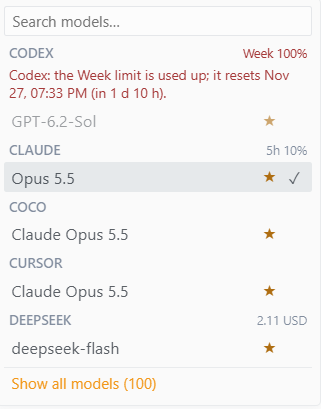 Search models...
CODEX Week 100%
Codex: the Week limit is used up; it resets Nov
27, 07:33 PM (in 1 d 10 h).
GPT-6.2-Sol ★
CLAUDE 5h 10%
Opus 5.5 ★ ✓
COCO
Claude Opus 5.5 ★
CURSOR
Claude Opus 5.5 ★
DEEPSEEK 2.11 USD
deepseek-flash ★
Show all models (100)